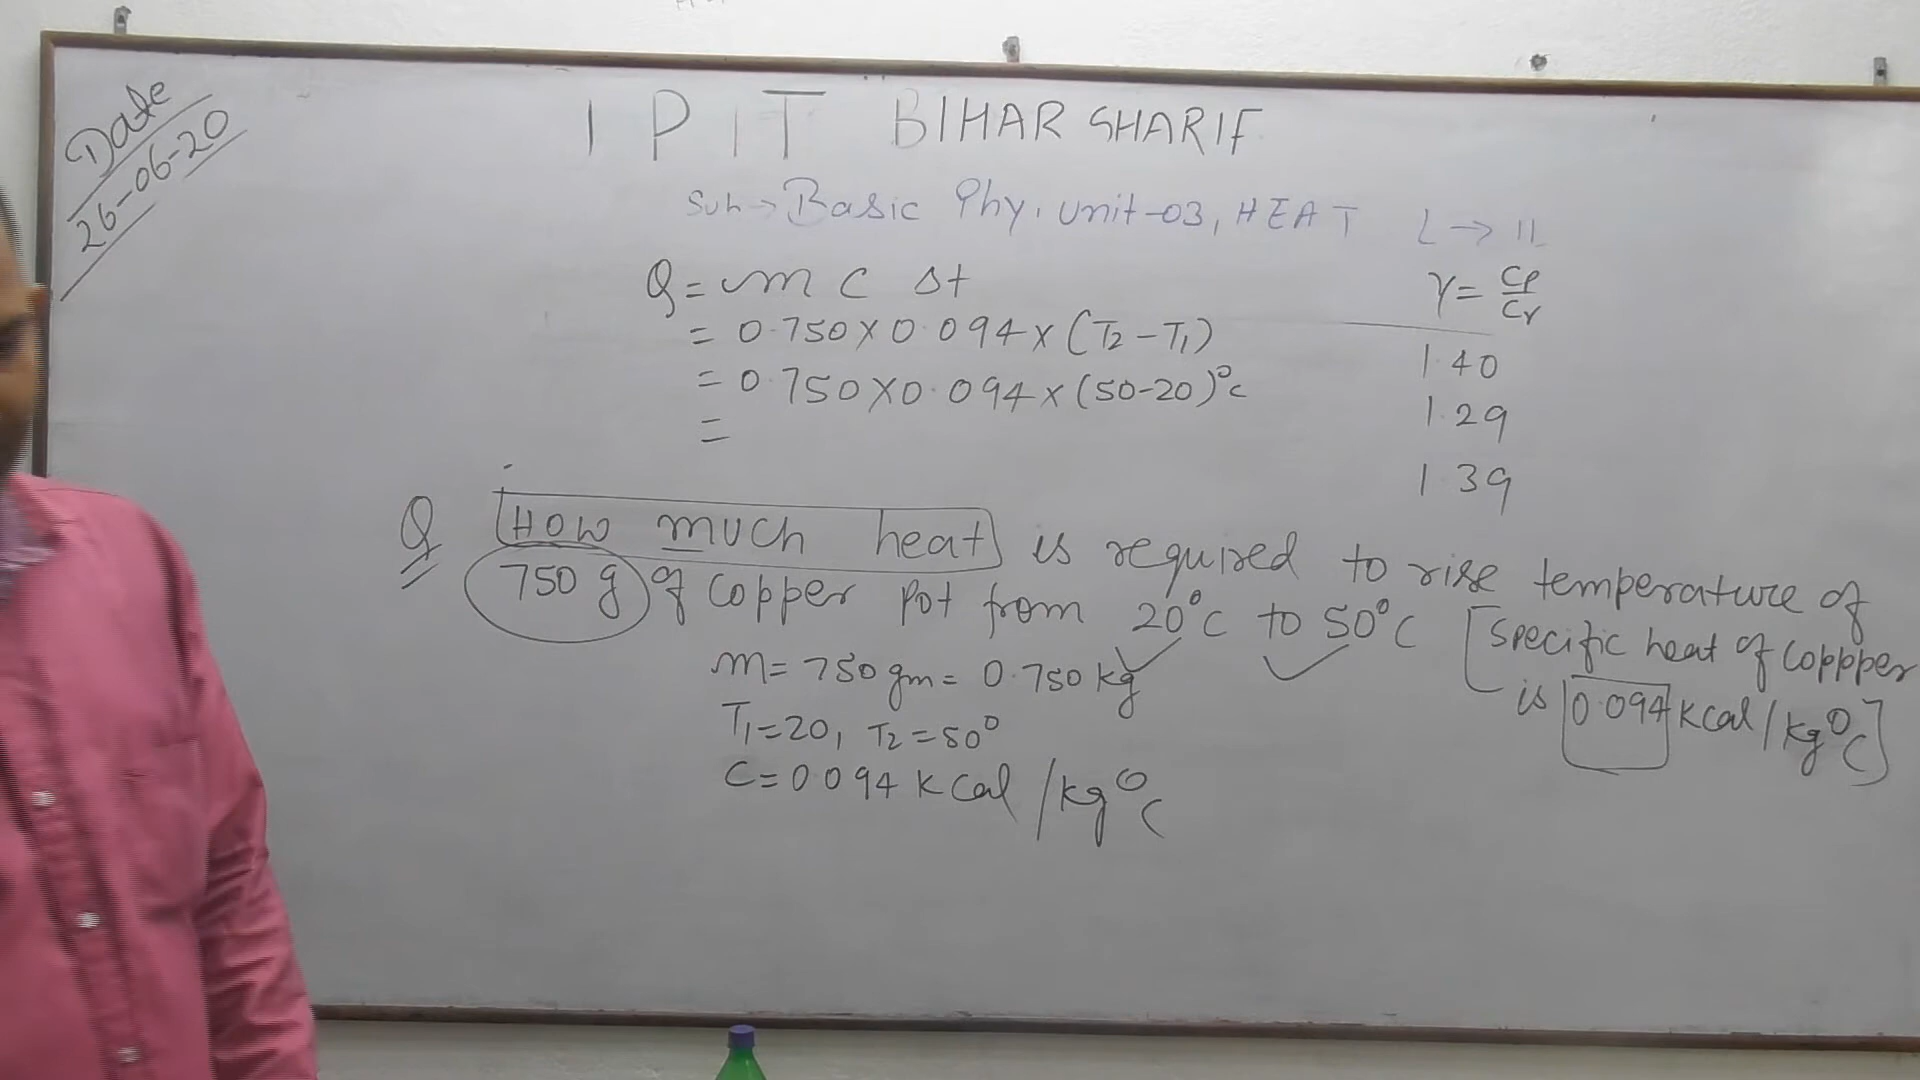 Date
26-06-20
I P I T BIHAR SHARIF
Sub → Basic Phy, Unit-03, HEAT L → 11
Q = m c Δt
= 0.750 × 0.094 × (T2 - T1)
= 0.750 × 0.094 × (50-20)°C
=
γ = Cp/Cv
1.40
1.29
1.39
Q How much heat is required to rise temperature of
750 g of copper pot from 20°C to 50°C [Specific heat of Coppper
is 0.094 Kcal/kg°C]
m = 750 gm = 0.750 kg
T1=20, T2=50°
C=0.094 K Cal/kg°C